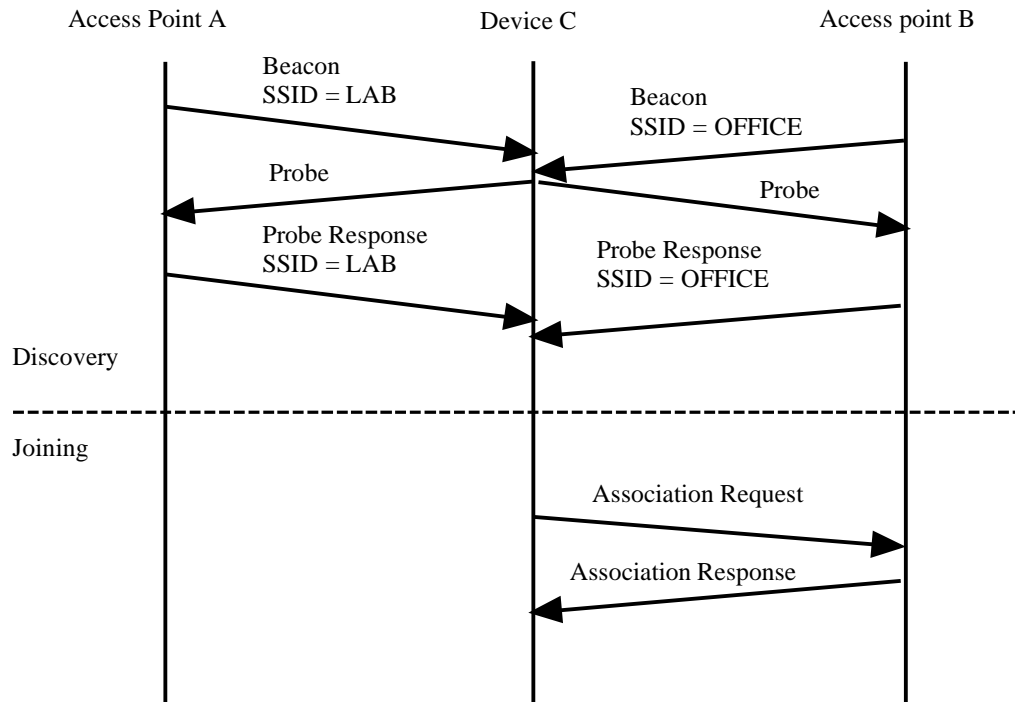 Access Point A
Device C
Access point B
Beacon
SSID = LAB
Beacon
SSID = OFFICE
Probe
Probe
Probe Response
SSID = LAB
Probe Response
SSID = OFFICE
Discovery
Joining
Association Request
Association Response